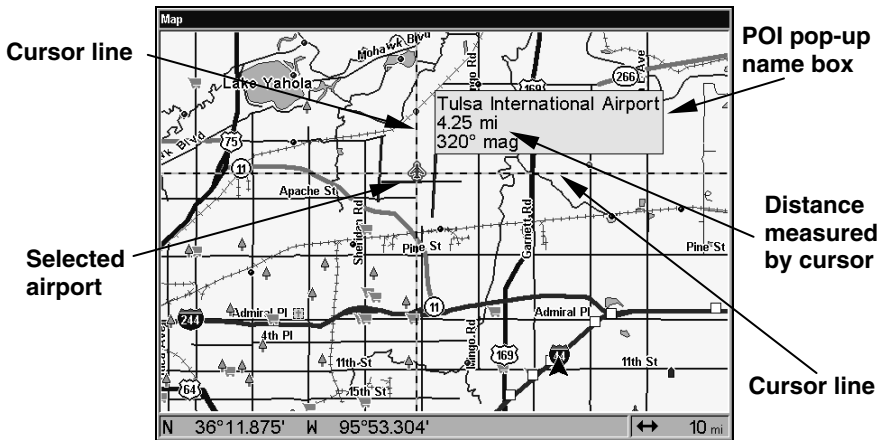 Map
Cursor line
POI pop-up
name box
Mohawk Blvd
Lake Yahola
266
169
Tulsa International Airport
4.25 mi
320° mag
75
11
Apache St
Sheridan Rd
Garnett Rd
Pine St
Pine St
Selected
airport
Distance
measured
by cursor
244
Admiral Pl
11
Admiral Pl
4th Pl
Mingo Rd
169
44
11th St
11th St
15th St
64
Cursor line
N 36°11.875' W 95°53.304'
↔ 10 mi